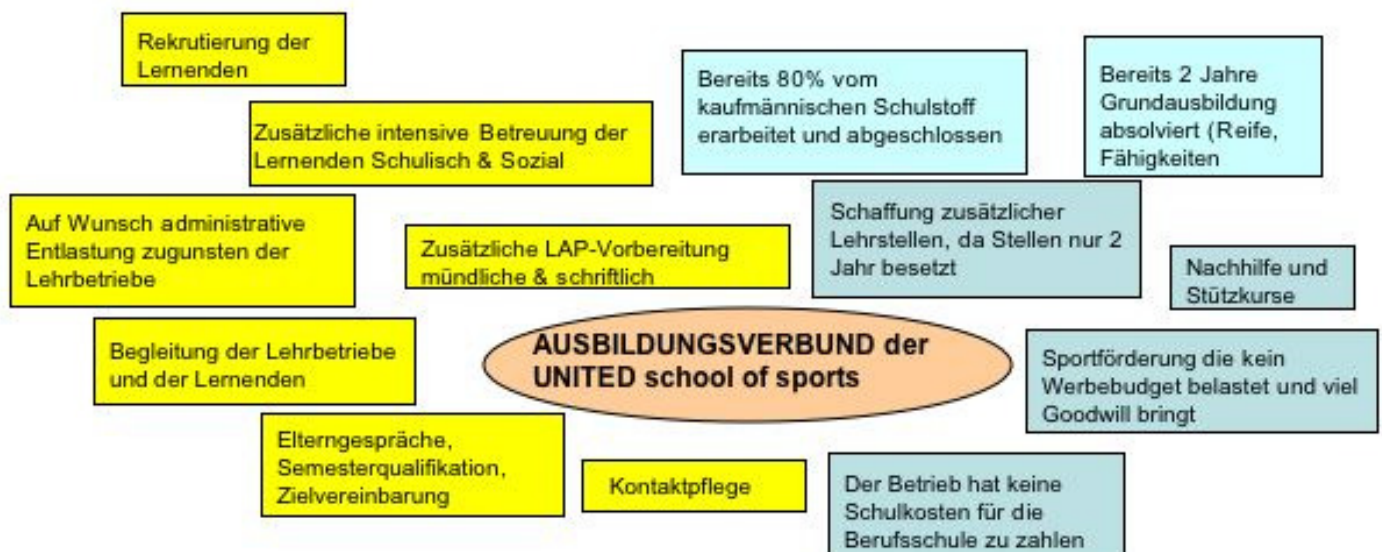 Rekrutierung der
Lernenden
Zusätzliche intensive Betreuung der
Lernenden Schulisch & Sozial
Bereits 80% vom
kaufmännischen Schulstoff
erarbeitet und abgeschlossen
Bereits 2 Jahre
Grundausbildung
absolviert (Reife,
Fähigkeiten
Auf Wunsch administrative
Entlastung zugunsten der
Lehrbetriebe
Zusätzliche LAP-Vorbereitung
mündliche & schriftlich
Schaffung zusätzlicher
Lehrstellen, da Stellen nur 2
Jahr besetzt
Nachhilfe und
Stützkurse
Begleitung der Lehrbetriebe
und der Lernenden
AUSBILDUNGSVERBUND der
UNITED school of sports
Sportförderung die kein
Werbebudget belastet und viel
Goodwill bringt
Elterngespräche,
Semesterqualifikation,
Zielvereinbarung
Kontaktpflege
Der Betrieb hat keine
Schulkosten für die
Berufsschule zu zahlen